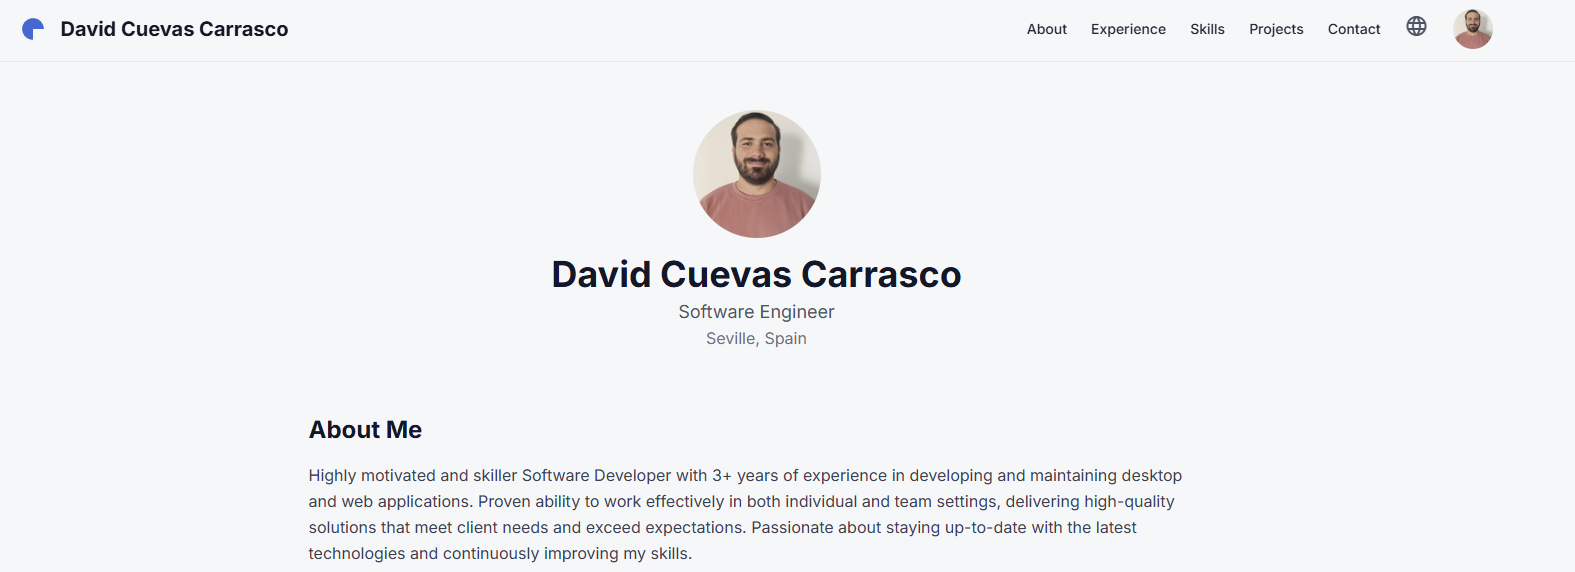 David Cuevas Carrasco
About Experience Skills Projects Contact
David Cuevas Carrasco
Software Engineer
Seville, Spain
About Me
Highly motivated and skiller Software Developer with 3+ years of experience in developing and maintaining desktop
and web applications. Proven ability to work effectively in both individual and team settings, delivering high-quality
solutions that meet client needs and exceed expectations. Passionate about staying up-to-date with the latest
technologies and continuously improving my skills.